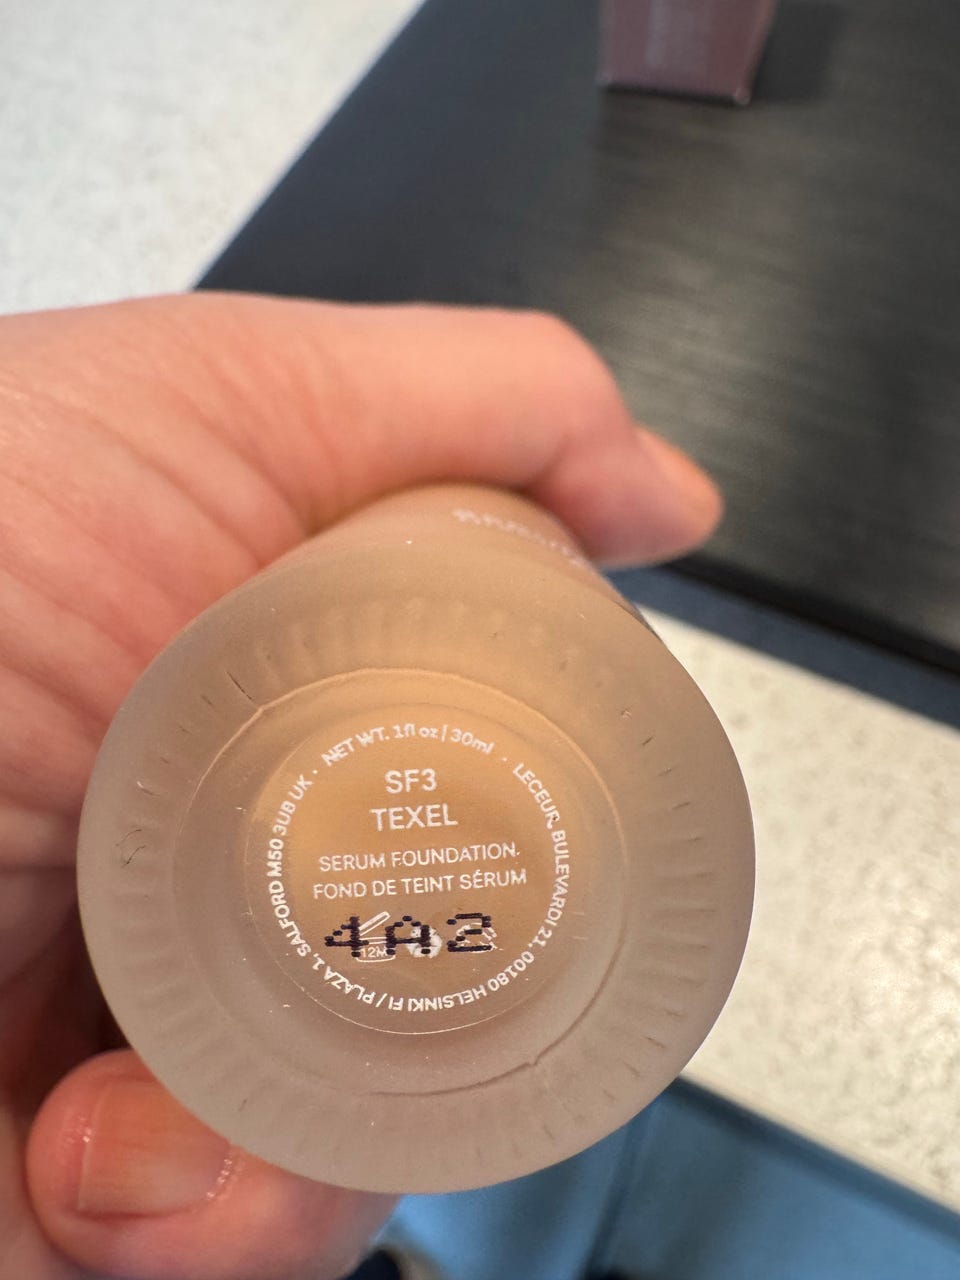 NET WT. 1fl oz | 30ml · LECEUR, BULEVARDI 21, 00180 HELSINKI FI / PLAZA 1, SALFORD M50 3UB UK ·
SF3
TEXEL
SERUM FOUNDATION.
FOND DE TEINT SÉRUM
4A2
12M